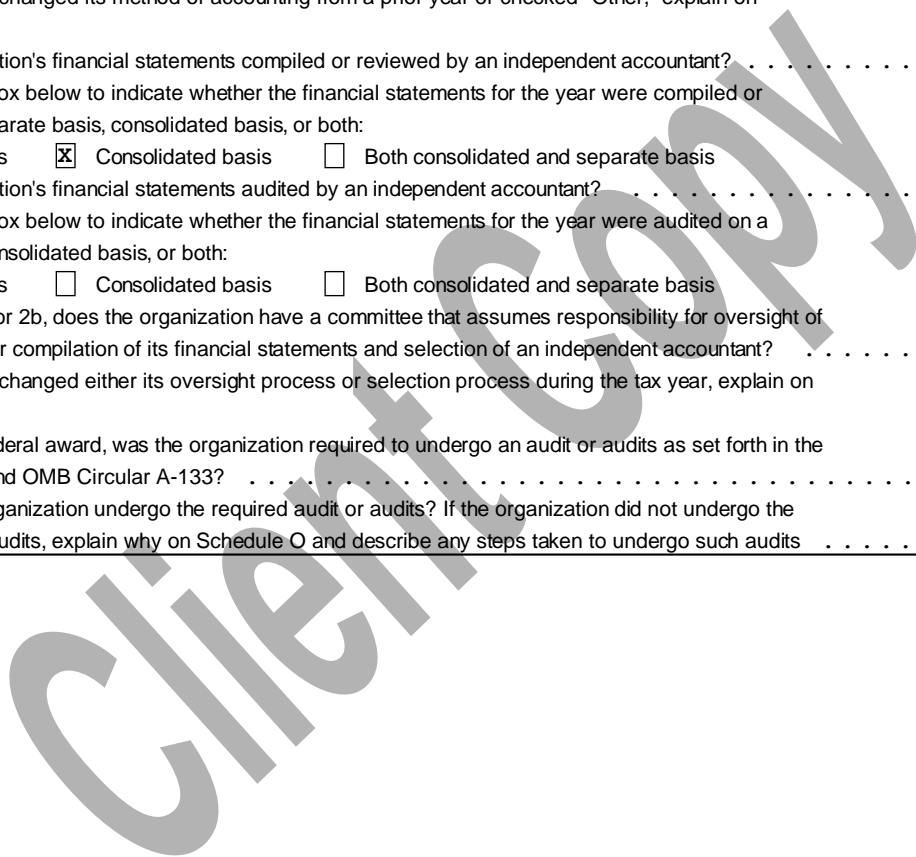 changed its method of accounting from a prior year or checked "Other," explain on
tion's financial statements compiled or reviewed by an independent accountant? . . . . . . . . .
ox below to indicate whether the financial statements for the year were compiled or
arate basis, consolidated basis, or both:
s X Consolidated basis Both consolidated and separate basis
tion's financial statements audited by an independent accountant? . . . . . . . . . . . . . . .
ox below to indicate whether the financial statements for the year were audited on a
nsolidated basis, or both:
s Consolidated basis Both consolidated and separate basis
or 2b, does the organization have a committee that assumes responsibility for oversight of
r compilation of its financial statements and selection of an independent accountant? . . . . . .
changed either its oversight process or selection process during the tax year, explain on
deral award, was the organization required to undergo an audit or audits as set forth in the
nd OMB Circular A-133? . . . . . . . . . . . . . . . . . . . . . . . . . . . . . . . . . . .
ganization undergo the required audit or audits? If the organization did not undergo the
udits, explain why on Schedule O and describe any steps taken to undergo such audits . . . . .
Client Copy